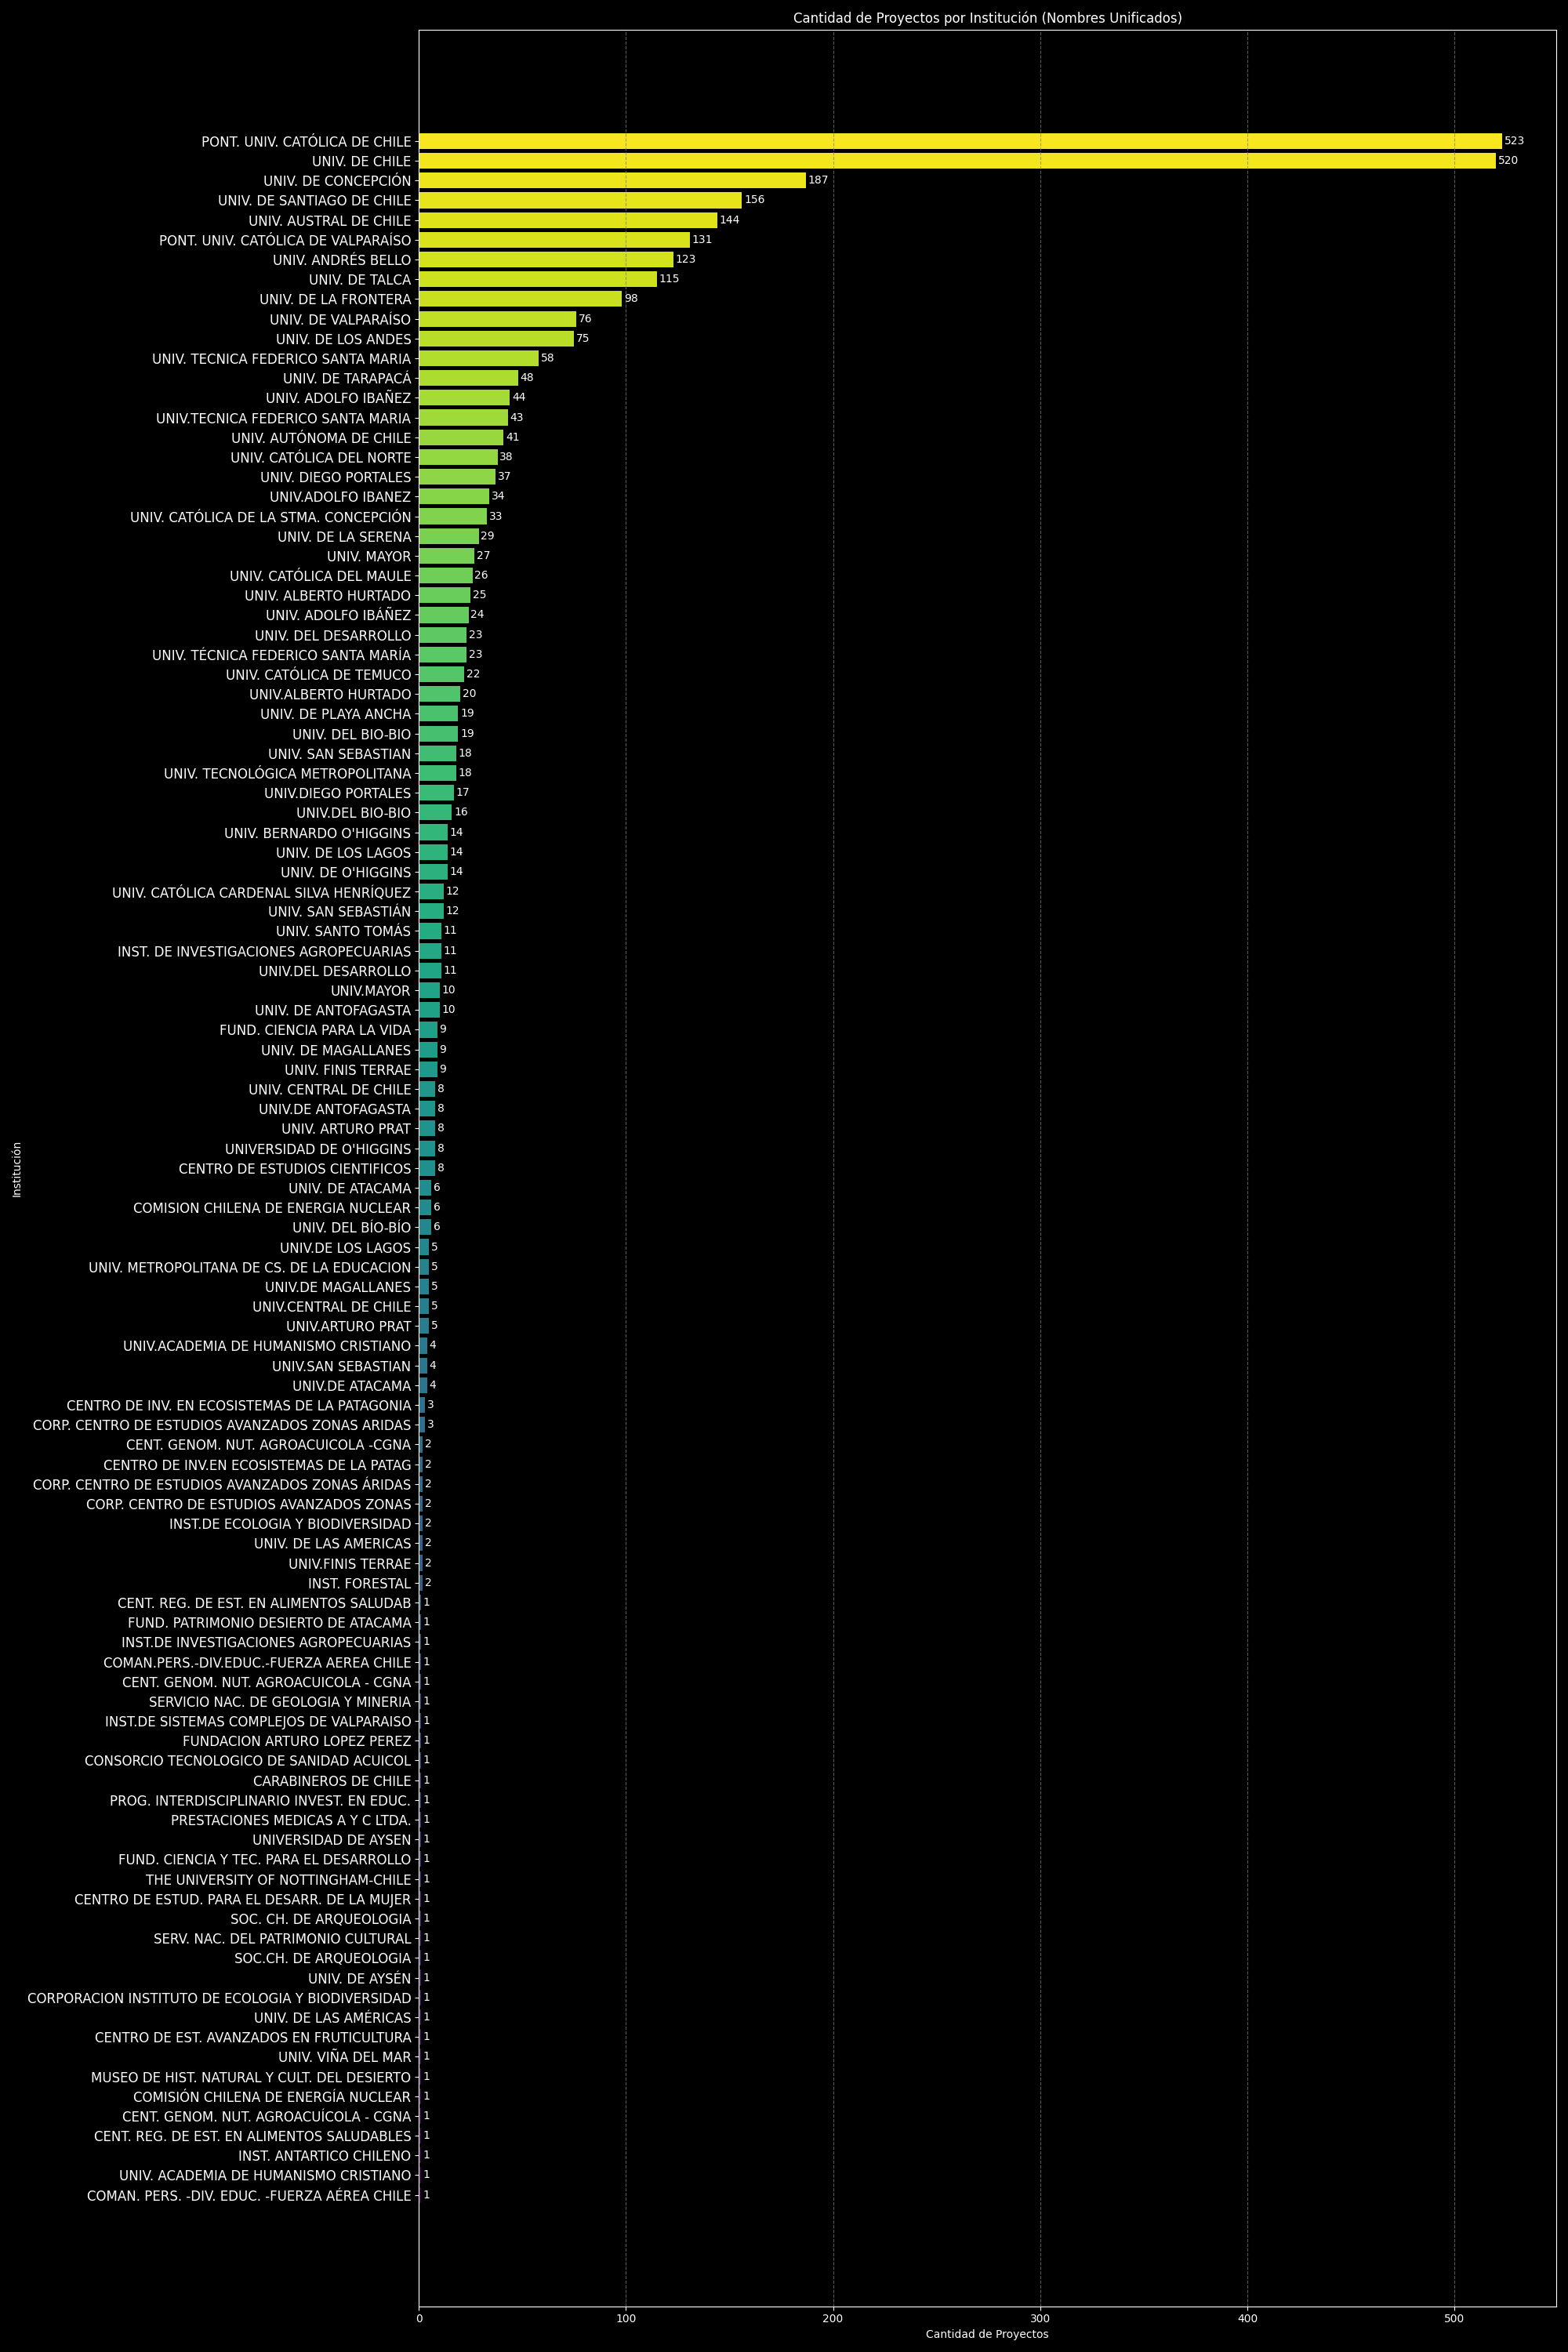 Cantidad de Proyectos por Institución (Nombres Unificados)
PONT. UNIV. CATÓLICA DE CHILE 523
UNIV. DE CHILE 520
UNIV. DE CONCEPCIÓN 187
UNIV. DE SANTIAGO DE CHILE 156
UNIV. AUSTRAL DE CHILE 144
PONT. UNIV. CATÓLICA DE VALPARAÍSO 131
UNIV. ANDRÉS BELLO 123
UNIV. DE TALCA 115
UNIV. DE LA FRONTERA 98
UNIV. DE VALPARAÍSO 76
UNIV. DE LOS ANDES 75
UNIV. TECNICA FEDERICO SANTA MARIA 58
UNIV. DE TARAPACÁ 48
UNIV. ADOLFO IBAÑEZ 44
UNIV.TECNICA FEDERICO SANTA MARIA 43
UNIV. AUTÓNOMA DE CHILE 41
UNIV. CATÓLICA DEL NORTE 38
UNIV. DIEGO PORTALES 37
UNIV.ADOLFO IBANEZ 34
UNIV. CATÓLICA DE LA STMA. CONCEPCIÓN 33
UNIV. DE LA SERENA 29
UNIV. MAYOR 27
UNIV. CATÓLICA DEL MAULE 26
UNIV. ALBERTO HURTADO 25
UNIV. ADOLFO IBÁÑEZ 24
UNIV. DEL DESARROLLO 23
UNIV. TÉCNICA FEDERICO SANTA MARÍA 23
UNIV. CATÓLICA DE TEMUCO 22
UNIV.ALBERTO HURTADO 20
UNIV. DE PLAYA ANCHA 19
UNIV. DEL BIO-BIO 19
UNIV. SAN SEBASTIAN 18
UNIV. TECNOLÓGICA METROPOLITANA 18
UNIV.DIEGO PORTALES 17
UNIV.DEL BIO-BIO 16
UNIV. BERNARDO O'HIGGINS 14
UNIV. DE LOS LAGOS 14
UNIV. DE O'HIGGINS 14
UNIV. CATÓLICA CARDENAL SILVA HENRÍQUEZ 12
UNIV. SAN SEBASTIÁN 12
UNIV. SANTO TOMÁS 11
INST. DE INVESTIGACIONES AGROPECUARIAS 11
UNIV.DEL DESARROLLO 11
UNIV.MAYOR 10
UNIV. DE ANTOFAGASTA 10
FUND. CIENCIA PARA LA VIDA 9
UNIV. DE MAGALLANES 9
UNIV. FINIS TERRAE 9
UNIV. CENTRAL DE CHILE 8
UNIV.DE ANTOFAGASTA 8
UNIV. ARTURO PRAT 8
UNIVERSIDAD DE O'HIGGINS 8
CENTRO DE ESTUDIOS CIENTIFICOS 8
UNIV. DE ATACAMA 6
COMISION CHILENA DE ENERGIA NUCLEAR 6
UNIV. DEL BÍO-BÍO 6
UNIV.DE LOS LAGOS 5
UNIV. METROPOLITANA DE CS. DE LA EDUCACION 5
UNIV.DE MAGALLANES 5
UNIV.CENTRAL DE CHILE 5
UNIV.ARTURO PRAT 5
UNIV.ACADEMIA DE HUMANISMO CRISTIANO 4
UNIV.SAN SEBASTIAN 4
UNIV.DE ATACAMA 4
CENTRO DE INV. EN ECOSISTEMAS DE LA PATAGONIA 3
CORP. CENTRO DE ESTUDIOS AVANZADOS ZONAS ARIDAS 3
CENT. GENOM. NUT. AGROACUICOLA -CGNA 2
CENTRO DE INV.EN ECOSISTEMAS DE LA PATAG 2
CORP. CENTRO DE ESTUDIOS AVANZADOS ZONAS ÁRIDAS 2
CORP. CENTRO DE ESTUDIOS AVANZADOS ZONAS 2
INST.DE ECOLOGIA Y BIODIVERSIDAD 2
UNIV. DE LAS AMERICAS 2
UNIV.FINIS TERRAE 2
INST. FORESTAL 2
CENT. REG. DE EST. EN ALIMENTOS SALUDAB 1
FUND. PATRIMONIO DESIERTO DE ATACAMA 1
INST.DE INVESTIGACIONES AGROPECUARIAS 1
COMAN.PERS.-DIV.EDUC.-FUERZA AEREA CHILE 1
CENT. GENOM. NUT. AGROACUICOLA - CGNA 1
SERVICIO NAC. DE GEOLOGIA Y MINERIA 1
INST.DE SISTEMAS COMPLEJOS DE VALPARAISO 1
FUNDACION ARTURO LOPEZ PEREZ 1
CONSORCIO TECNOLOGICO DE SANIDAD ACUICOL 1
CARABINEROS DE CHILE 1
PROG. INTERDISCIPLINARIO INVEST. EN EDUC. 1
PRESTACIONES MEDICAS A Y C LTDA. 1
UNIVERSIDAD DE AYSEN 1
FUND. CIENCIA Y TEC. PARA EL DESARROLLO 1
THE UNIVERSITY OF NOTTINGHAM-CHILE 1
CENTRO DE ESTUD. PARA EL DESARR. DE LA MUJER 1
SOC. CH. DE ARQUEOLOGIA 1
SERV. NAC. DEL PATRIMONIO CULTURAL 1
SOC.CH. DE ARQUEOLOGIA 1
UNIV. DE AYSÉN 1
CORPORACION INSTITUTO DE ECOLOGIA Y BIODIVERSIDAD 1
UNIV. DE LAS AMÉRICAS 1
CENTRO DE EST. AVANZADOS EN FRUTICULTURA 1
UNIV. VIÑA DEL MAR 1
MUSEO DE HIST. NATURAL Y CULT. DEL DESIERTO 1
COMISIÓN CHILENA DE ENERGÍA NUCLEAR 1
CENT. GENOM. NUT. AGROACUÍCOLA - CGNA 1
CENT. REG. DE EST. EN ALIMENTOS SALUDABLES 1
INST. ANTARTICO CHILENO 1
UNIV. ACADEMIA DE HUMANISMO CRISTIANO 1
COMAN. PERS. -DIV. EDUC. -FUERZA AÉREA CHILE 1
Institución
0 100 200 300 400 500
Cantidad de Proyectos